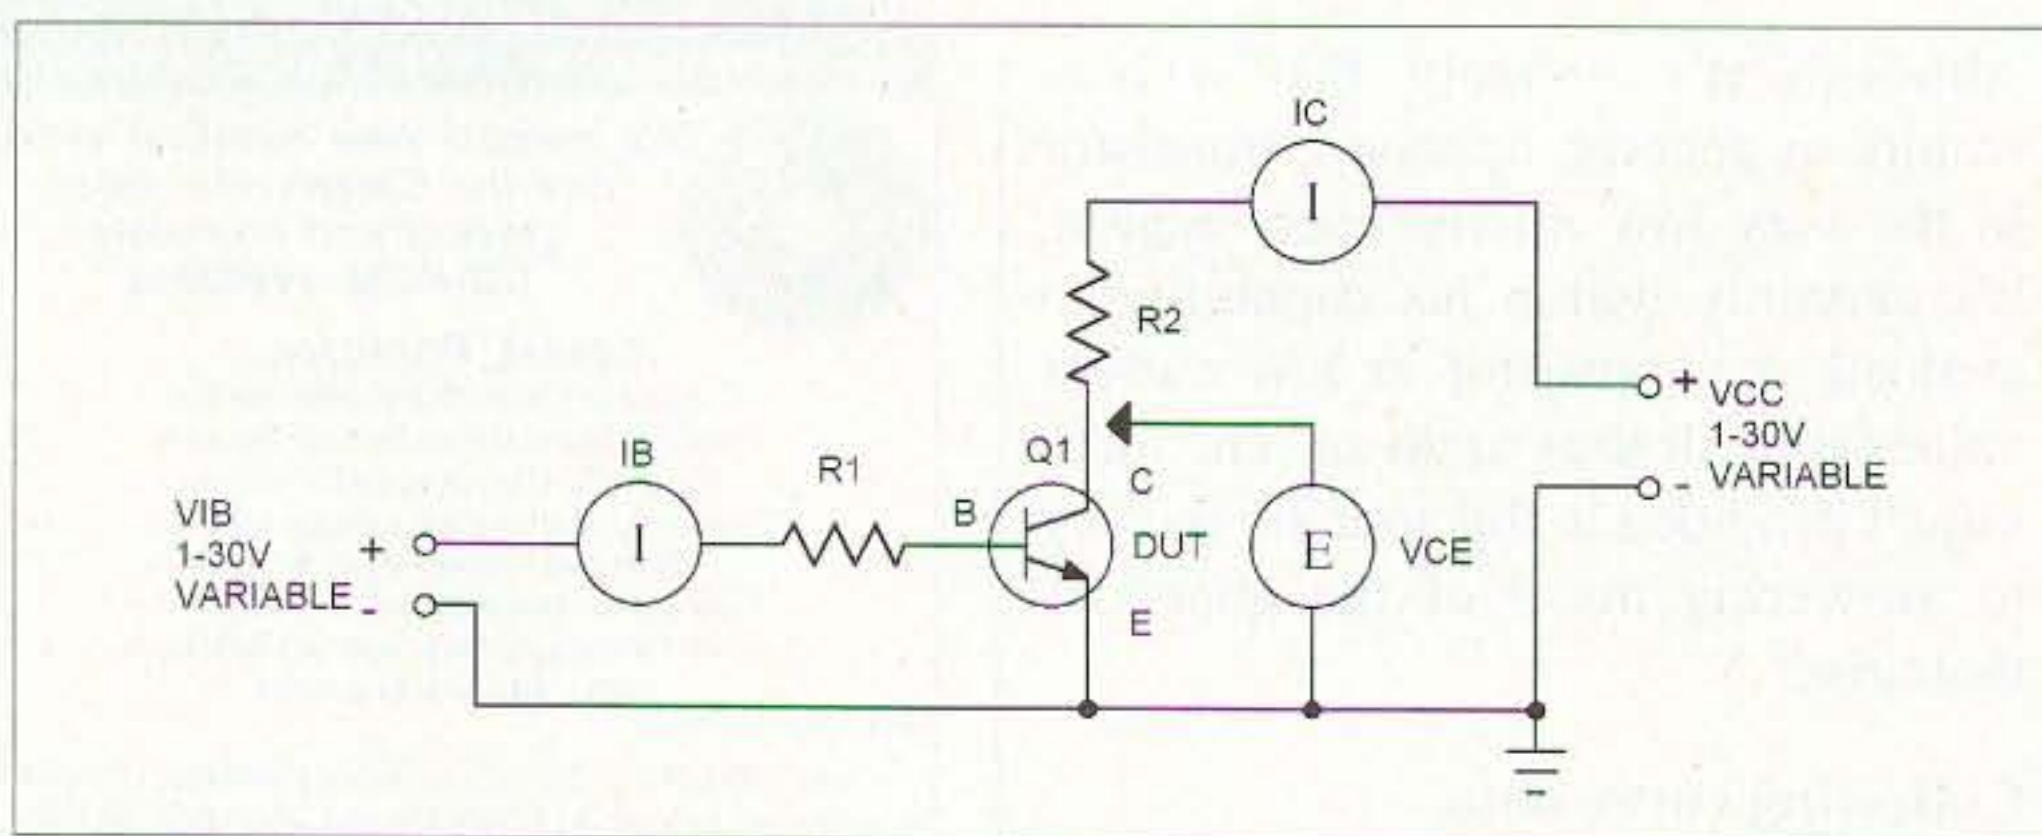 IC
I
R2
+ VCC
1-30V
- VARIABLE
Q1
C
IB
R1
VIB
1-30V
VARIABLE
+
-
I
B
DUT
E
VCE
E